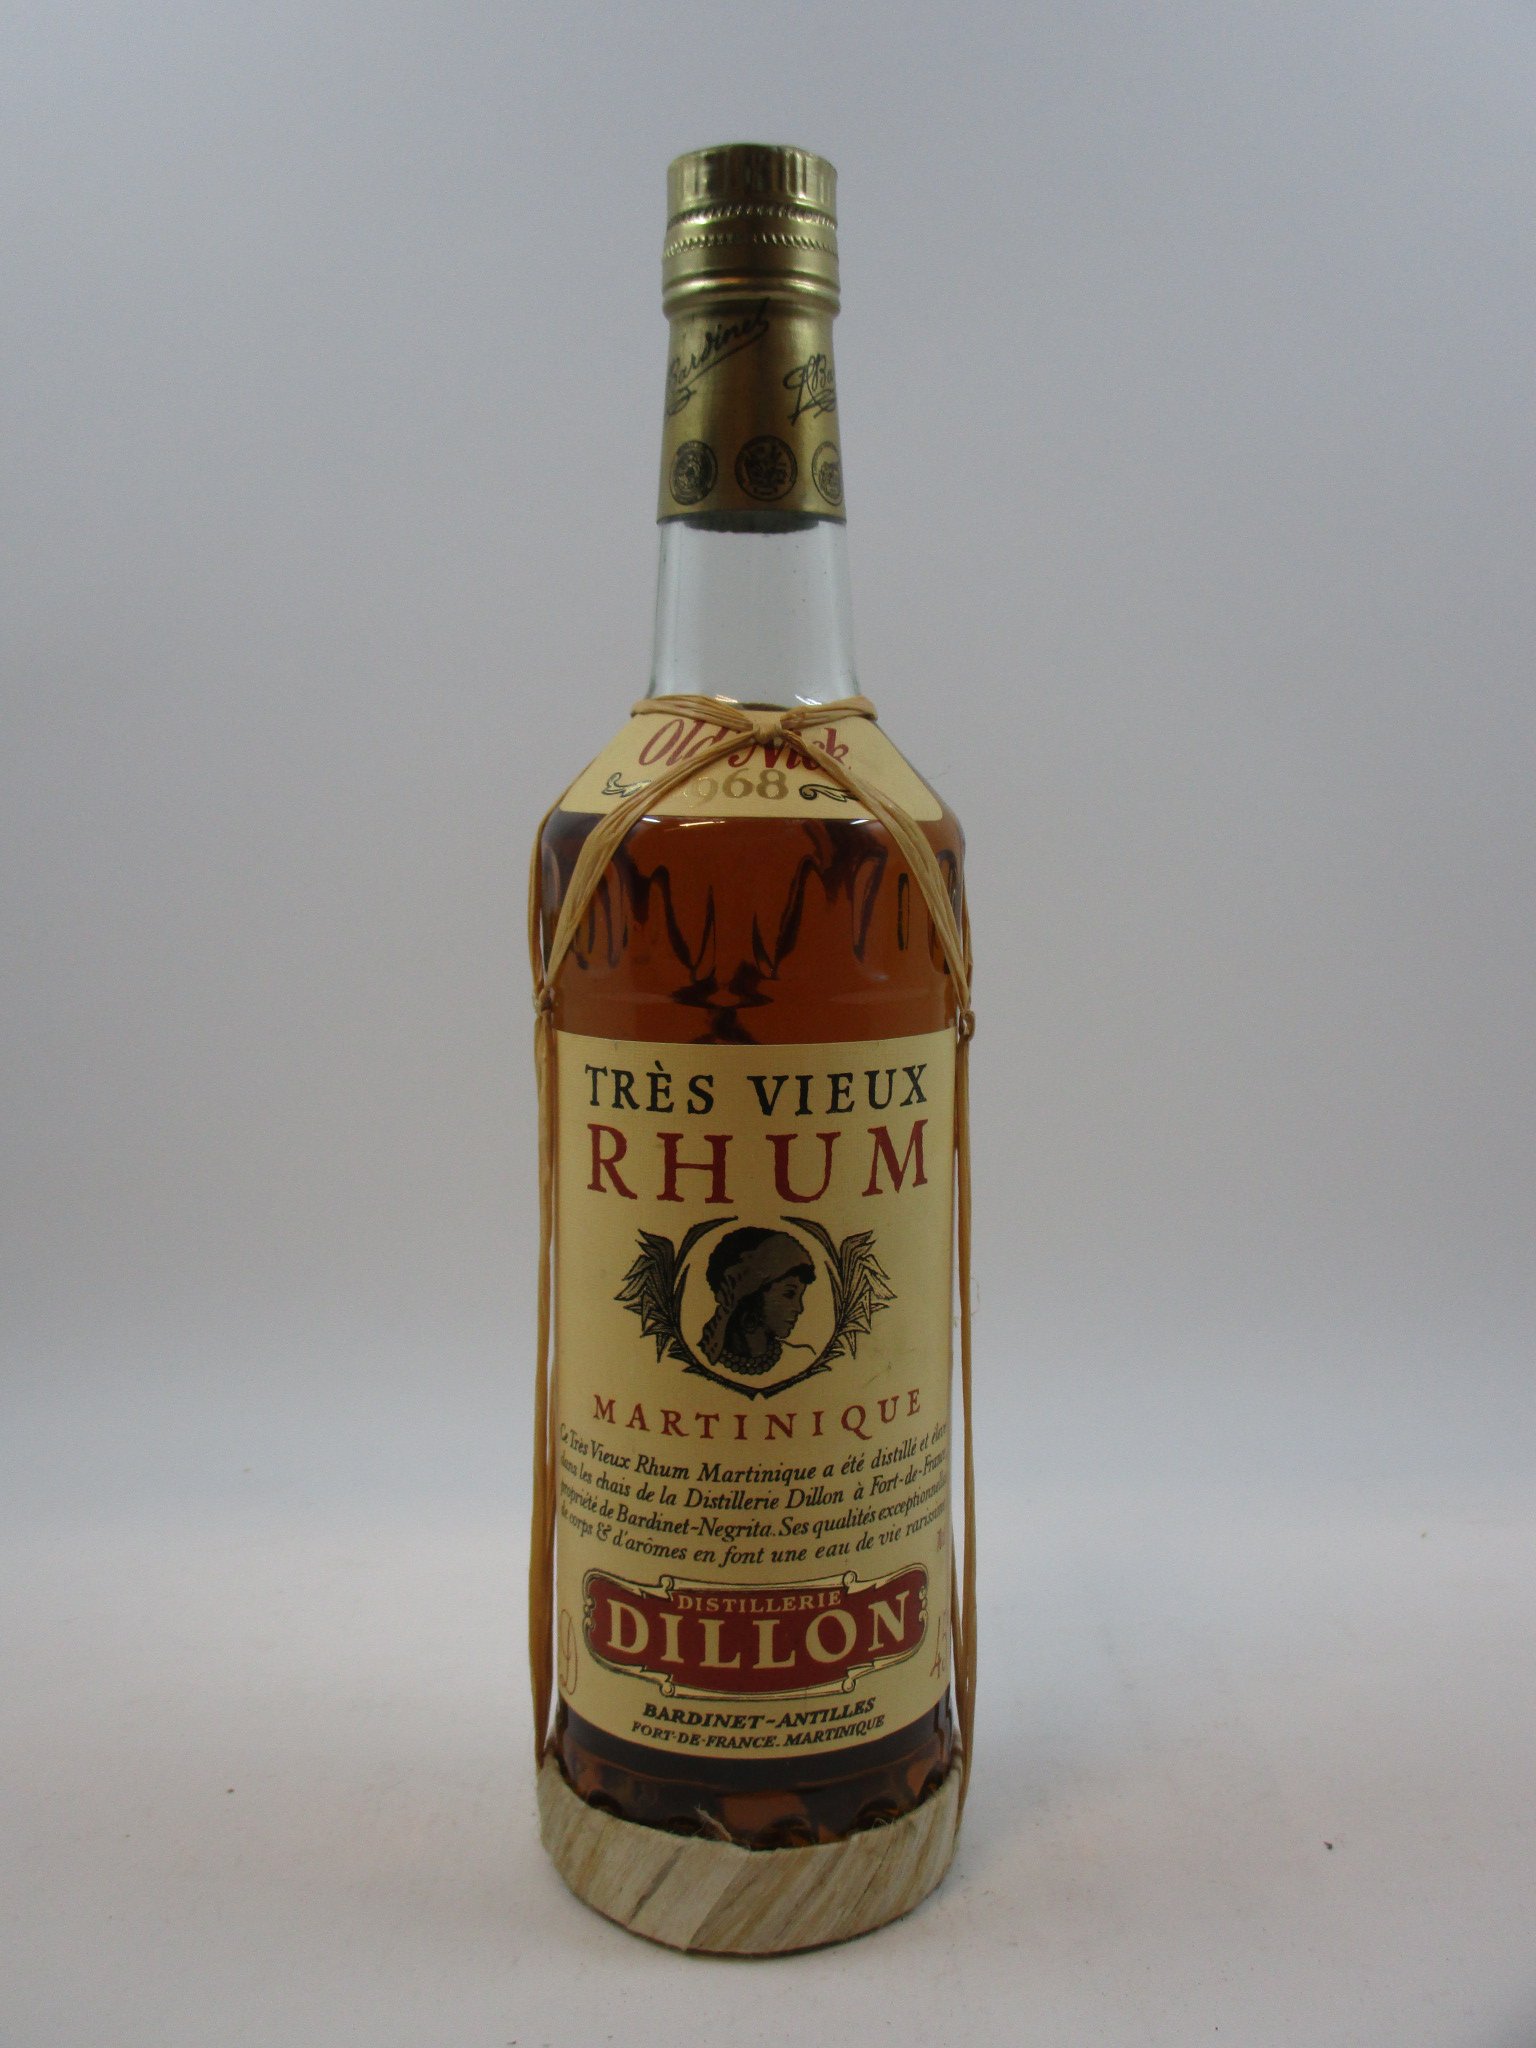 Bardinet
Old Nick
1968
TRÈS VIEUX
RHUM
MARTINIQUE
Ce Très Vieux Rhum Martinique a été distillé et élevé
dans les chais de la Distillerie Dillon à Fort-de-France,
propriété de Bardinet-Negrita. Ses qualités exceptionnelles
de corps & d'arômes en font une eau de vie rarissime
DISTILLERIE
DILLON
D
BARDINET-ANTILLES
FORT-DE-FRANCE. MARTINIQUE